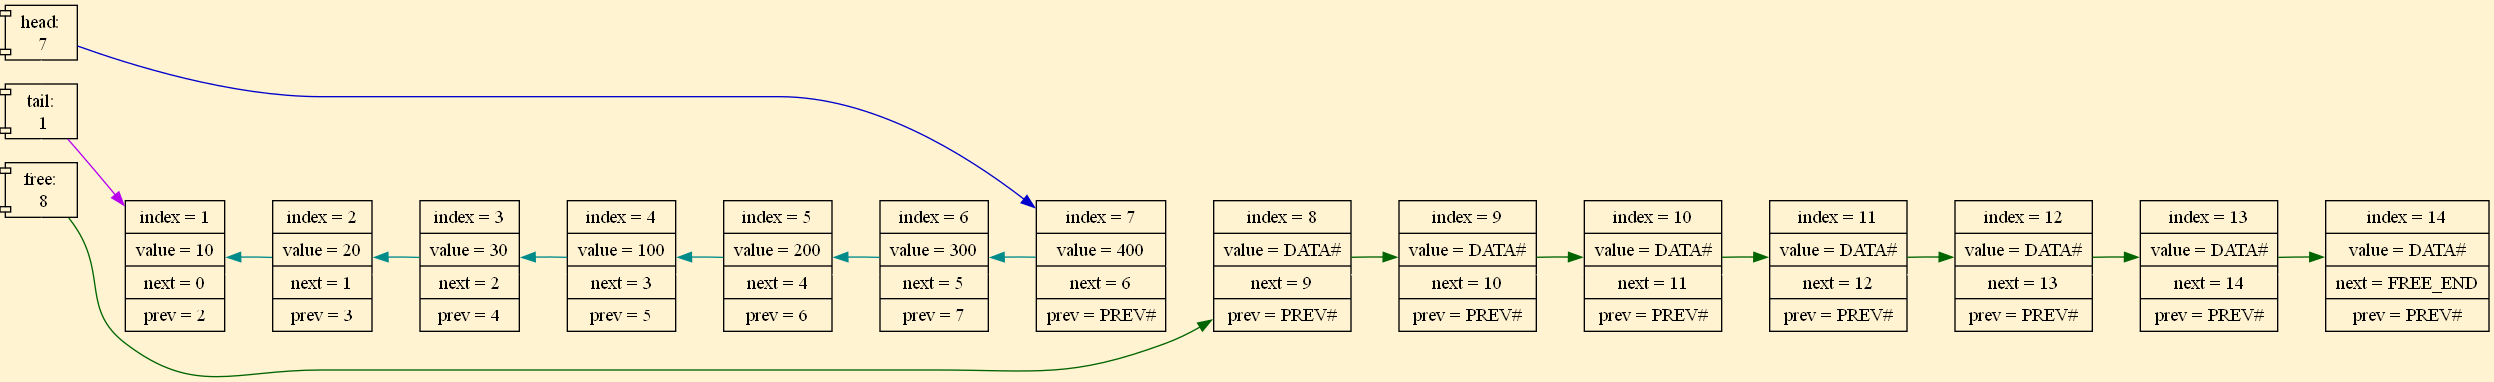 head:
7
tail:
1
free:
8
index = 1
value = 10
next = 0
prev = 2
index = 2
value = 20
next = 1
prev = 3
index = 3
value = 30
next = 2
prev = 4
index = 4
value = 100
next = 3
prev = 5
index = 5
value = 200
next = 4
prev = 6
index = 6
value = 300
next = 5
prev = 7
index = 7
value = 400
next = 6
prev = PREV#
index = 8
value = DATA#
next = 9
prev = PREV#
index = 9
value = DATA#
next = 10
prev = PREV#
index = 10
value = DATA#
next = 11
prev = PREV#
index = 11
value = DATA#
next = 12
prev = PREV#
index = 12
value = DATA#
next = 13
prev = PREV#
index = 13
value = DATA#
next = 14
prev = PREV#
index = 14
value = DATA#
next = FREE_END
prev = PREV#